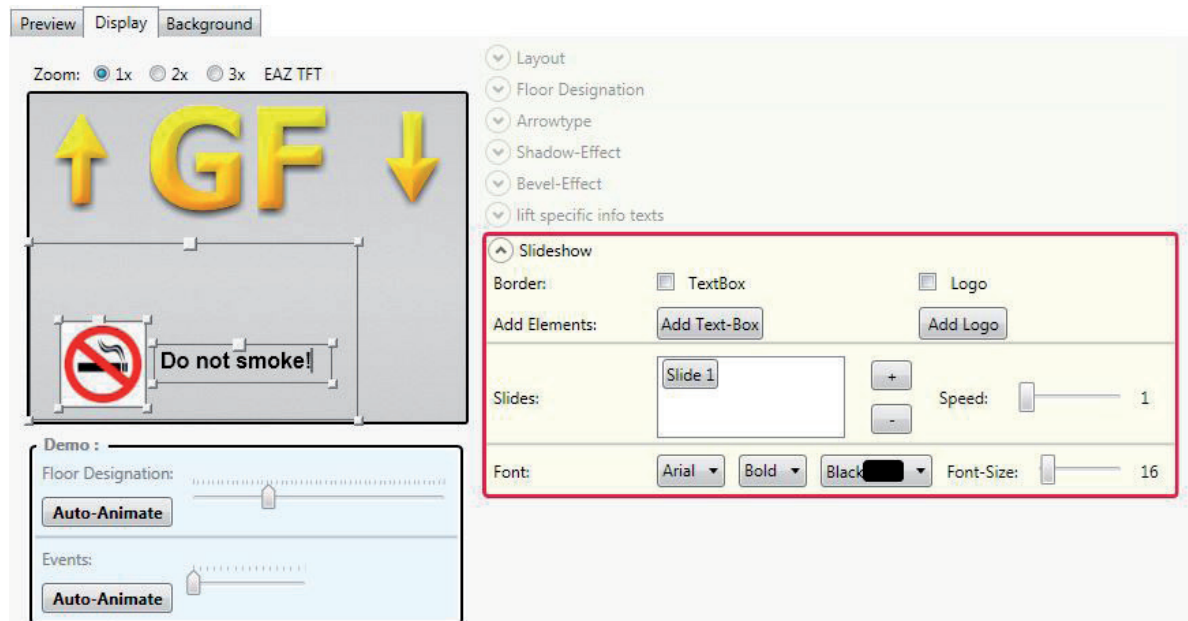 Preview Display Background
Zoom: 1x 2x 3x EAZ TFT
GF
Do not smoke!
Demo :
Floor Designation:
Auto-Animate
Events:
Auto-Animate
Layout
Floor Designation
Arrowtype
Shadow-Effect
Bevel-Effect
lift specific info texts
Slideshow
Border: TextBox Logo
Add Elements: Add Text-Box Add Logo
Slides: Slide 1 + - Speed: 1
Font: Arial Bold Black Font-Size: 16